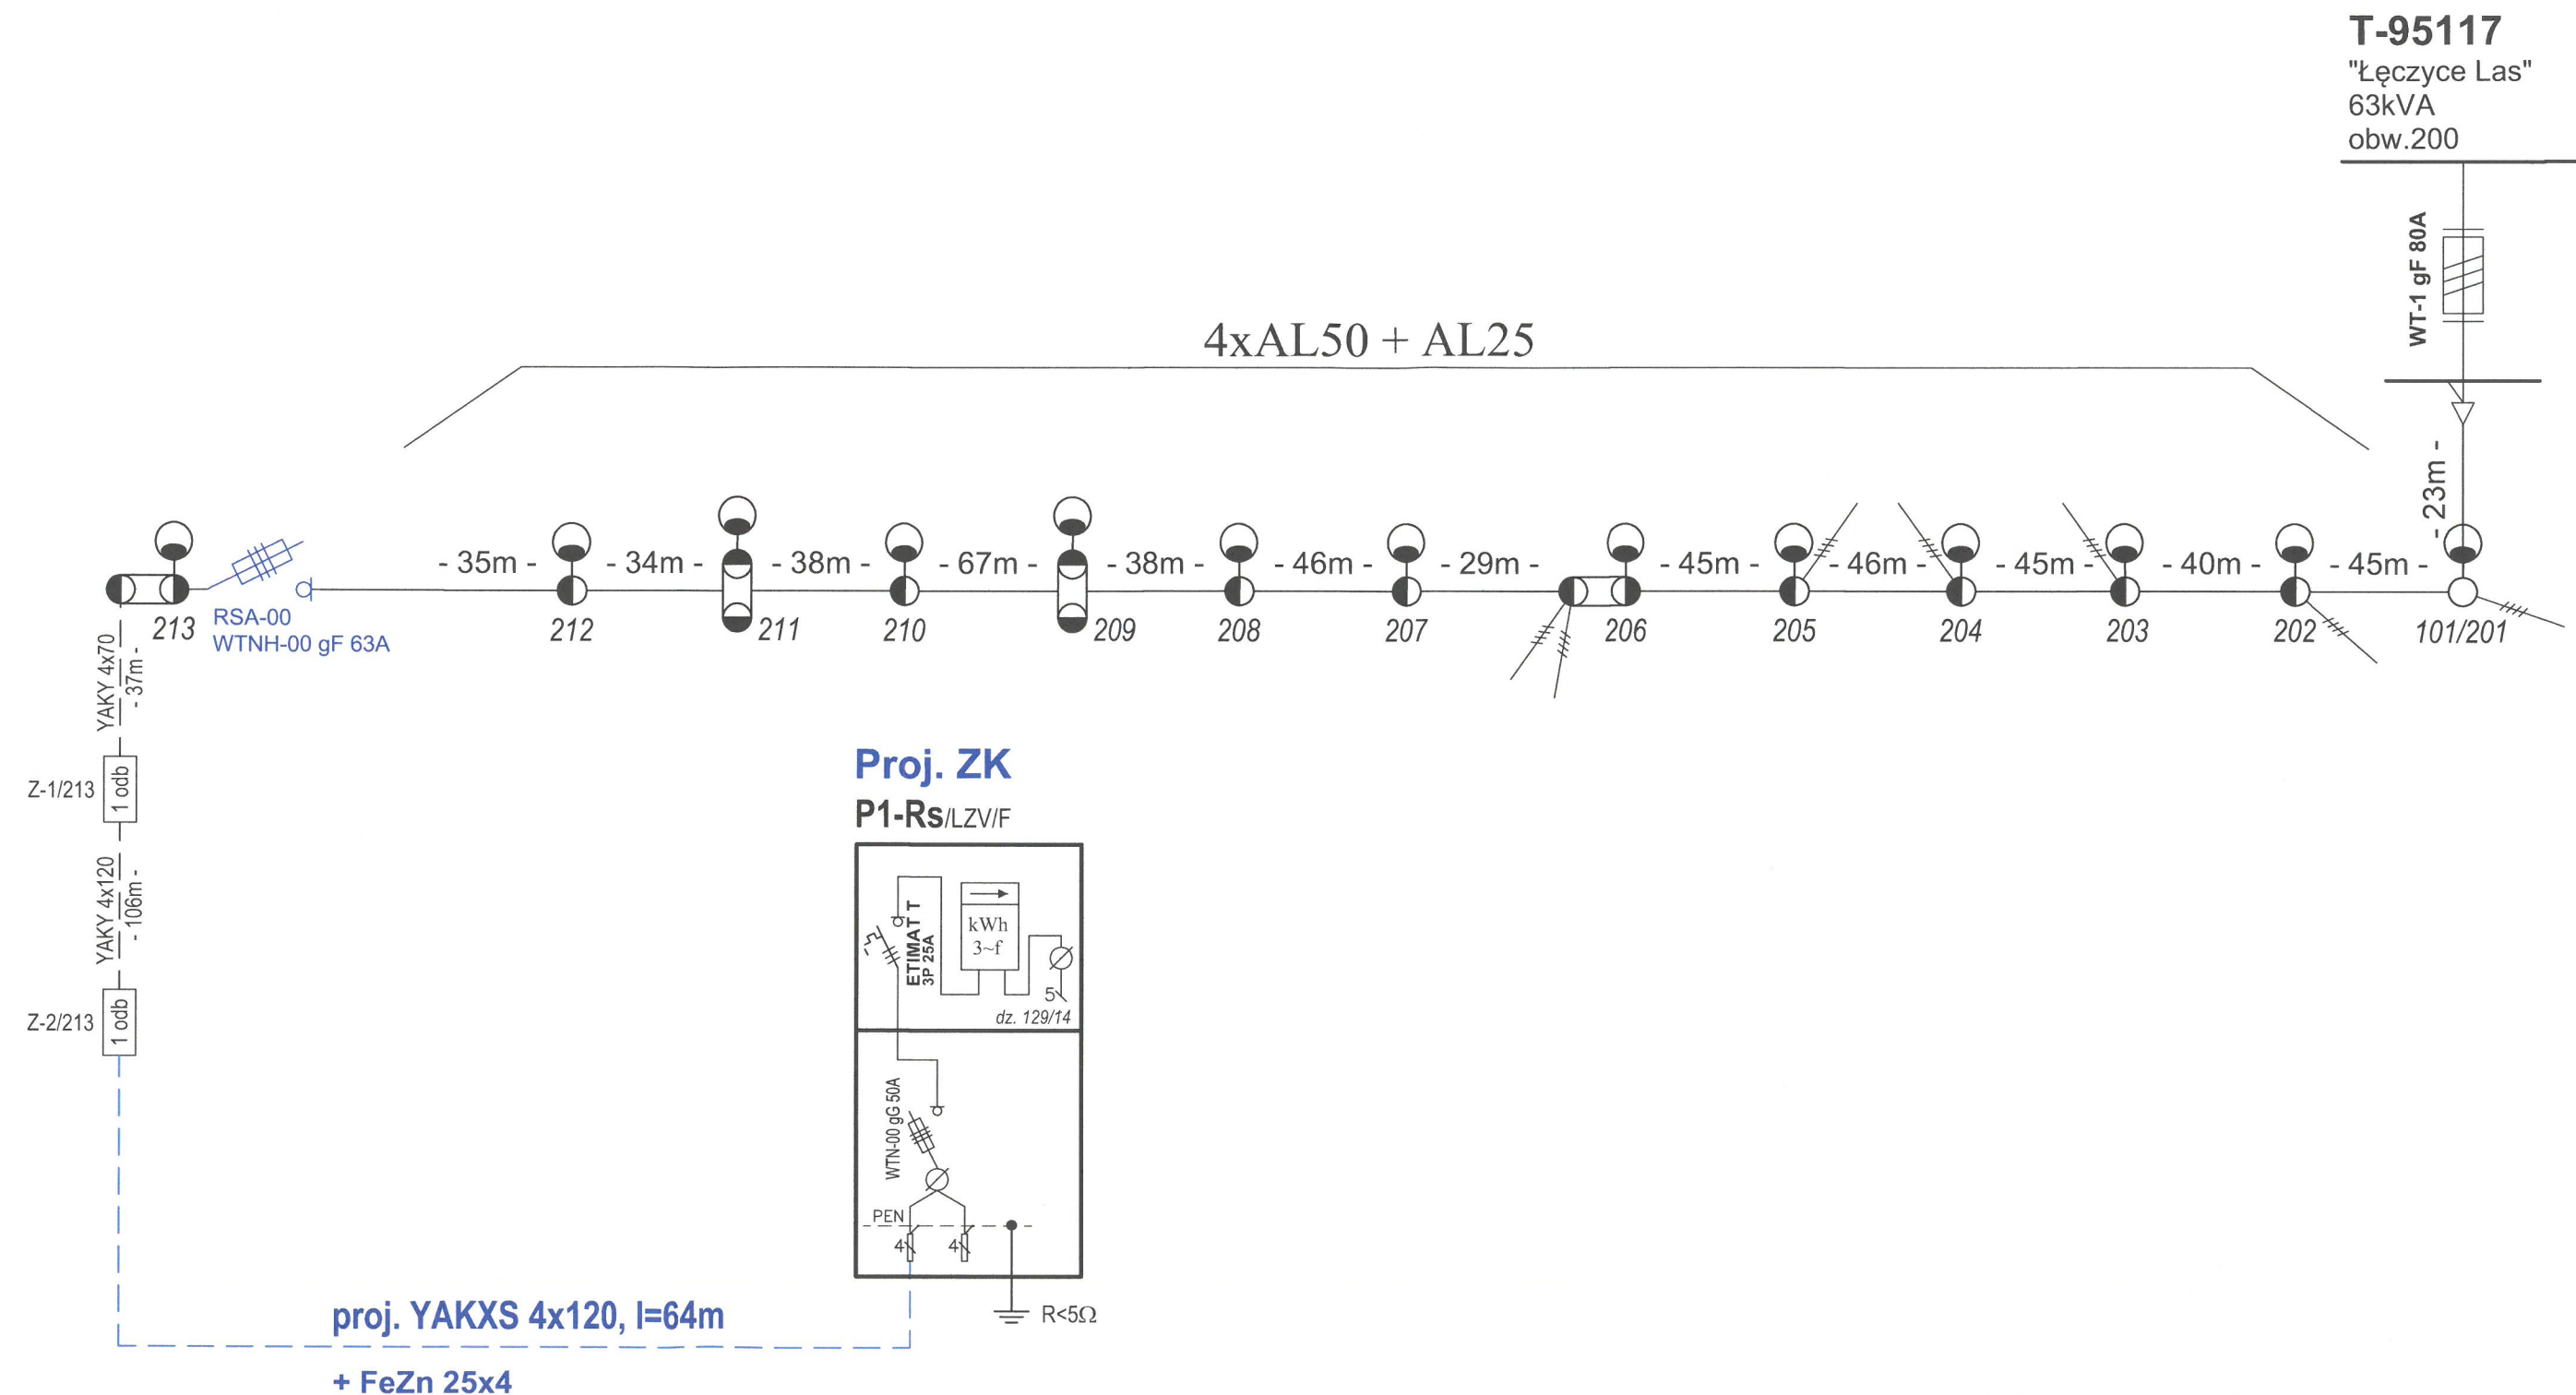 T-95117
"Łęczyce Las"
63kVA
obw.200
WT-1 gF 80A
4xAL50 + AL25
- 23m -
- 35m -
- 34m -
- 38m -
- 67m -
- 38m -
- 46m -
- 29m -
- 45m -
- 46m -
- 45m -
- 40m -
- 45m -
213
RSA-00
WTNH-00 gF 63A
212
211
210
209
208
207
206
205
204
203
202
101/201
YAKY 4x70
- 37m -
Z-1/213
1 odb
YAKY 4x120
- 106m -
Z-2/213
1 odb
Proj. ZK
P1-Rs/LZV/F
ETIMAT T
3P 25A
kWh
3~f
5
dz. 129/14
WTN-00 gG 50A
PEN
4
4
R<5Ω
proj. YAKXS 4x120, l=64m
+ FeZn 25x4